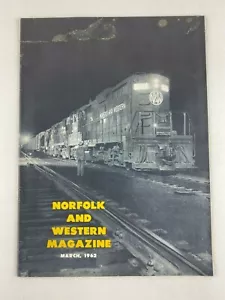 NORFOLK
AND
WESTERN
MAGAZINE
MARCH, 1962